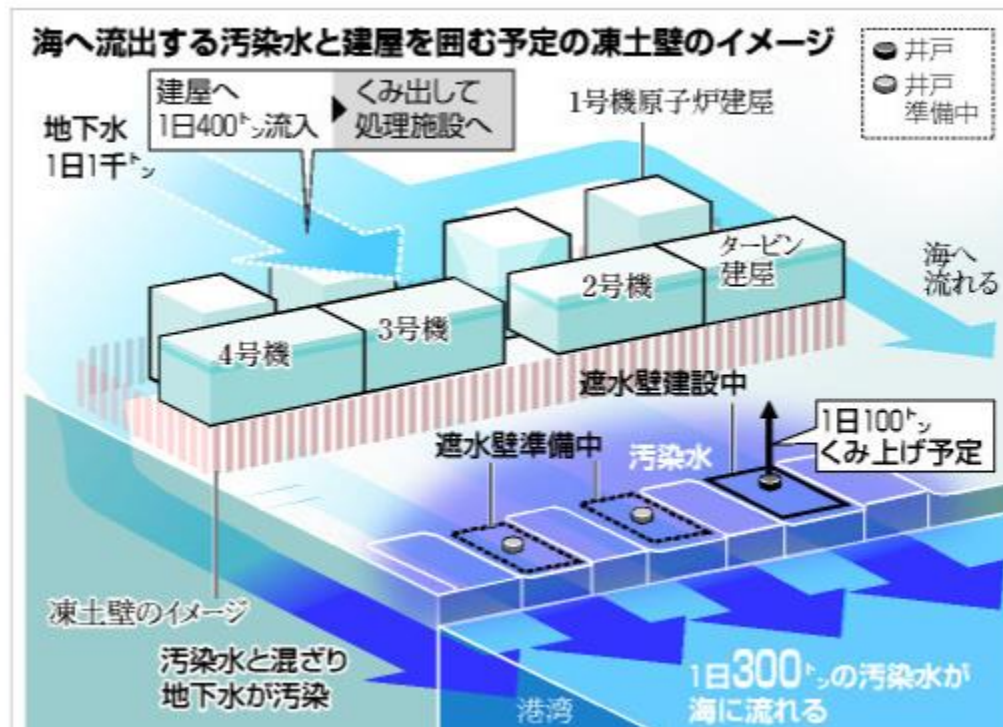 海へ流出する汚染水と建屋を囲む予定の凍土壁のイメージ
井戸
井戸
準備中
建屋へ
1日400㌧流入
くみ出して
処理施設へ
地下水
1日1千㌧
1号機原子炉建屋
海へ
流れる
タービン
建屋
2号機
3号機
4号機
遮水壁建設中
1日100㌧
くみ上げ予定
遮水壁準備中
汚染水
凍土壁のイメージ
汚染水と混ざり
地下水が汚染
港湾
1日300㌧の汚染水が
海に流れる